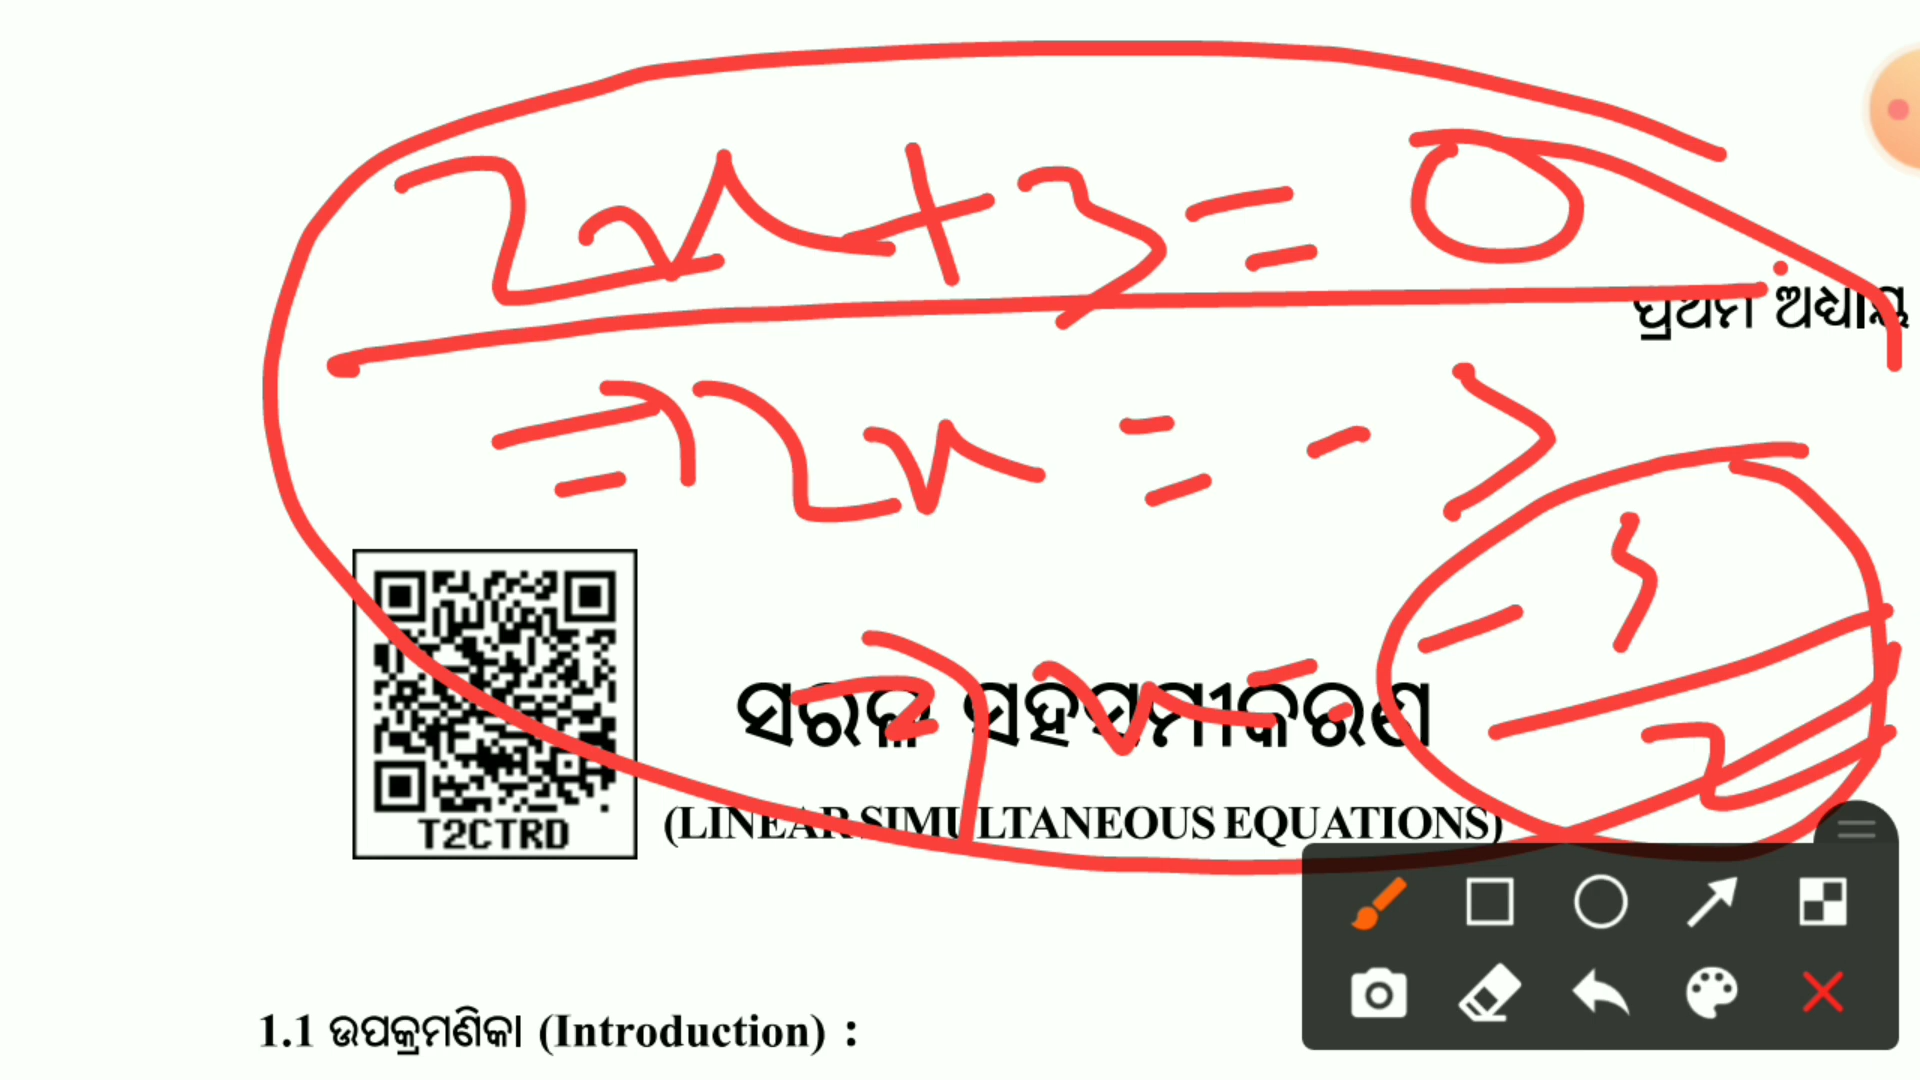 2x+3=0
ପ୍ରଥମ ଅଧ୍ୟାୟ
⇒ 2x = -3
⇒ x = -3/2
T2CTRD
ସରଳ ସହସମୀକରଣ
(LINEAR SIMULTANEOUS EQUATIONS)
1.1 ଉପକ୍ରମଣିକା (Introduction) :